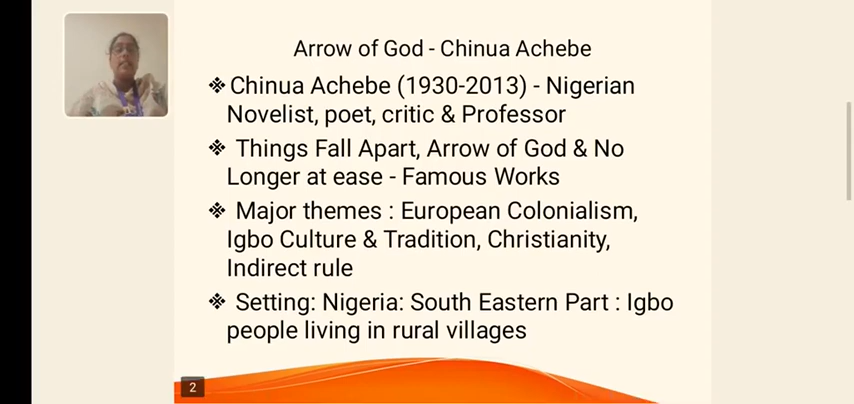 Arrow of God - Chinua Achebe
❖ Chinua Achebe (1930-2013) - Nigerian
Novelist, poet, critic & Professor
❖ Things Fall Apart, Arrow of God & No
Longer at ease - Famous Works
❖ Major themes : European Colonialism,
Igbo Culture & Tradition, Christianity,
Indirect rule
❖ Setting: Nigeria: South Eastern Part : Igbo
people living in rural villages
2